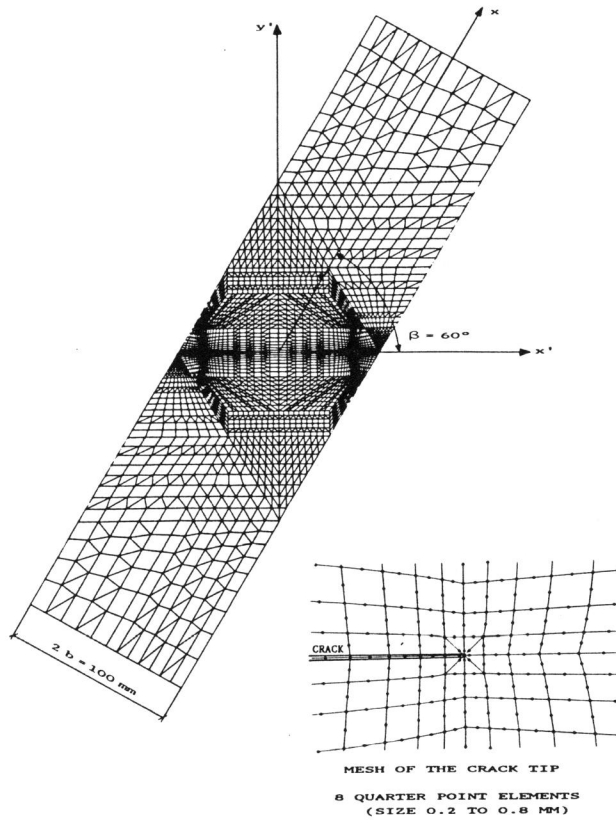 x
y'
β = 60°
x'
2 b = 100 mm
CRACK
MESH OF THE CRACK TIP
8 QUARTER POINT ELEMENTS
(SIZE 0.2 TO 0.8 MM)